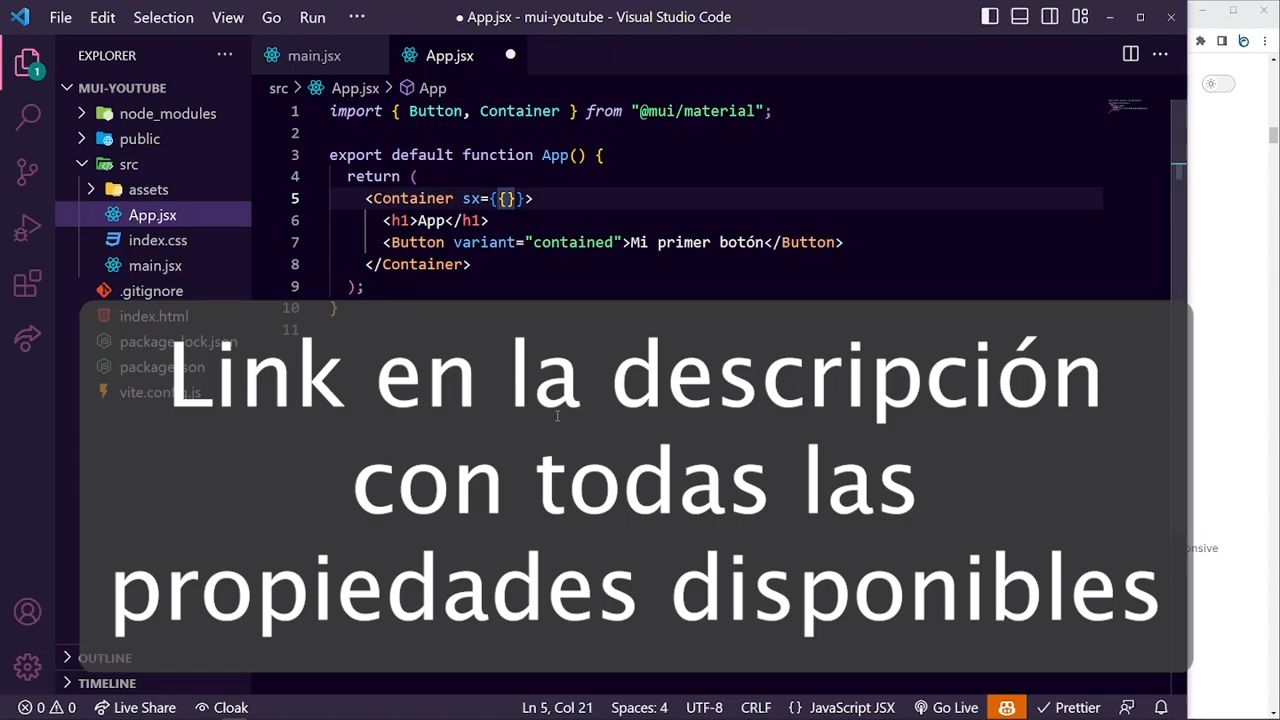 File Edit Selection View Go Run ··· ● App.jsx - mui-youtube - Visual Studio Code
EXPLORER ··· main.jsx App.jsx ●
1
MUI-YOUTUBE
node_modules
public
src
assets
App.jsx
index.css
main.jsx
.gitignore
index.html
package-lock.json
package.json
vite.config.js
src > App.jsx > App
1 import { Button, Container } from "@mui/material";
2
3 export default function App() {
4 return (
5 <Container sx={{}}>
6 <h1>App</h1>
7 <Button variant="contained">Mi primer botón</Button>
8 </Container>
9 );
10 }
11
Link en la descripción
con todas las
propiedades disponibles
nsive
OUTLINE
TIMELINE
0 0 Live Share Cloak Ln 5, Col 21 Spaces: 4 UTF-8 CRLF {} JavaScript JSX Go Live Prettier